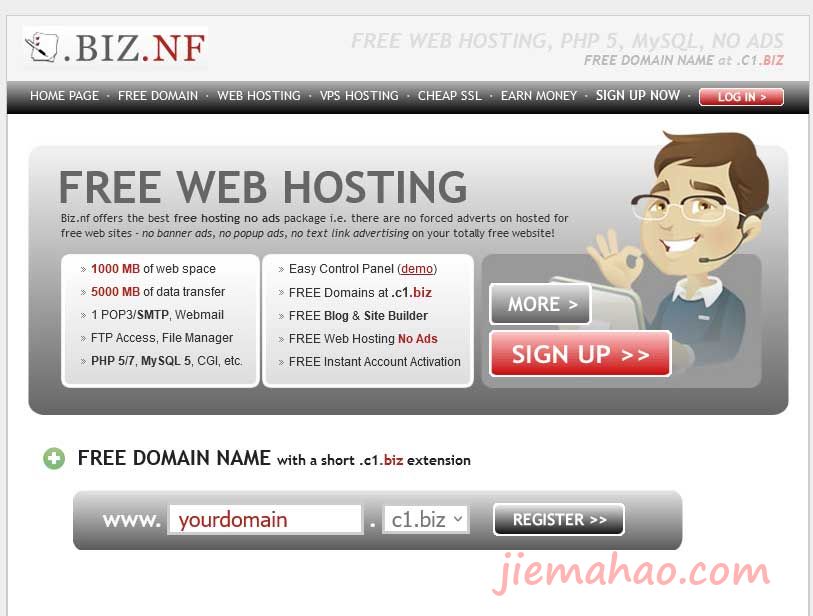 .BIZ.NF
FREE WEB HOSTING, PHP 5, MySQL, NO ADS
FREE DOMAIN NAME at .C1.BIZ
HOME PAGE · FREE DOMAIN · WEB HOSTING · VPS HOSTING · CHEAP SSL · EARN MONEY · SIGN UP NOW · LOG IN >
FREE WEB HOSTING
Biz.nf offers the best free hosting no ads package i.e. there are no forced adverts on hosted for
free web sites - no banner ads, no popup ads, no text link advertising on your totally free website!
» 1000 MB of web space
» 5000 MB of data transfer
» 1 POP3/SMTP, Webmail
» FTP Access, File Manager
» PHP 5/7, MySQL 5, CGI, etc.
» Easy Control Panel (demo)
» FREE Domains at .c1.biz
» FREE Blog & Site Builder
» FREE Web Hosting No Ads
» FREE Instant Account Activation
MORE >
SIGN UP >>
FREE DOMAIN NAME with a short .c1.biz extension
www. yourdomain . c1.biz REGISTER >>
jiemahao.com